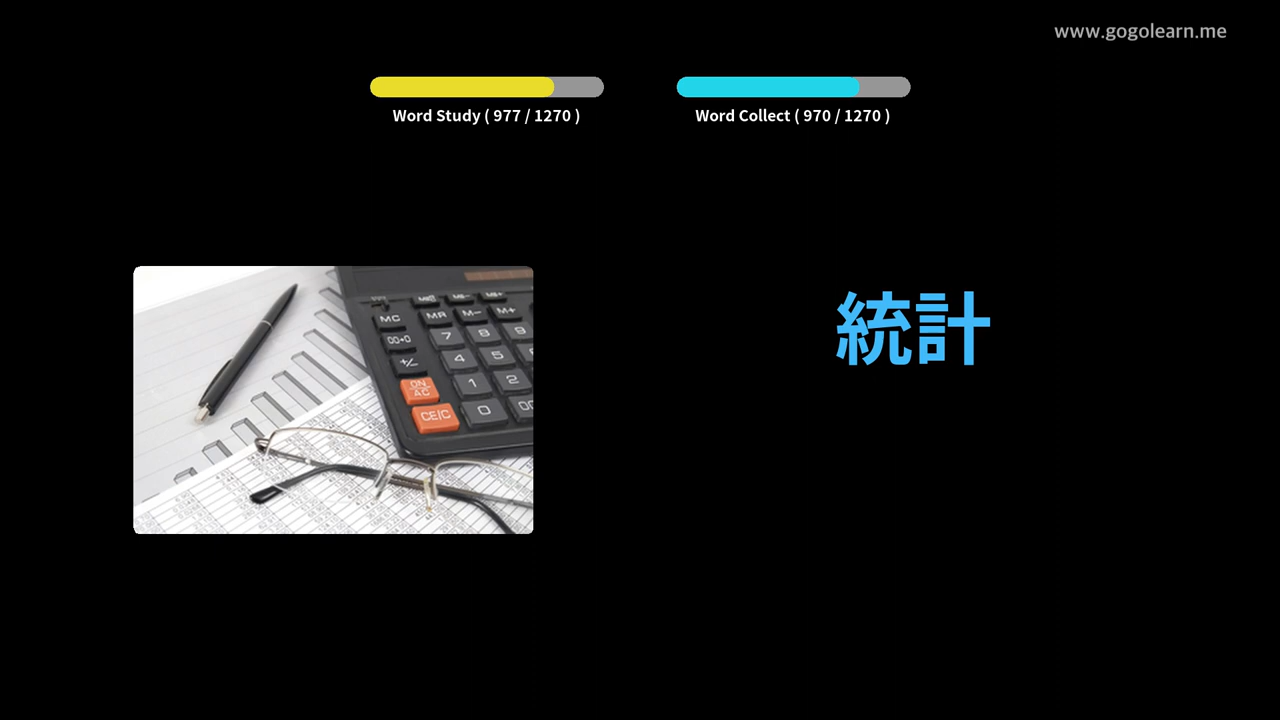 www.gogolearn.me
Word Study ( 977 / 1270 )
Word Collect ( 970 / 1270 )
統計
MC
MR
M−
M+
00→0
7
8
9
+/−
4
5
ON
AC
1
2
CE/C
0